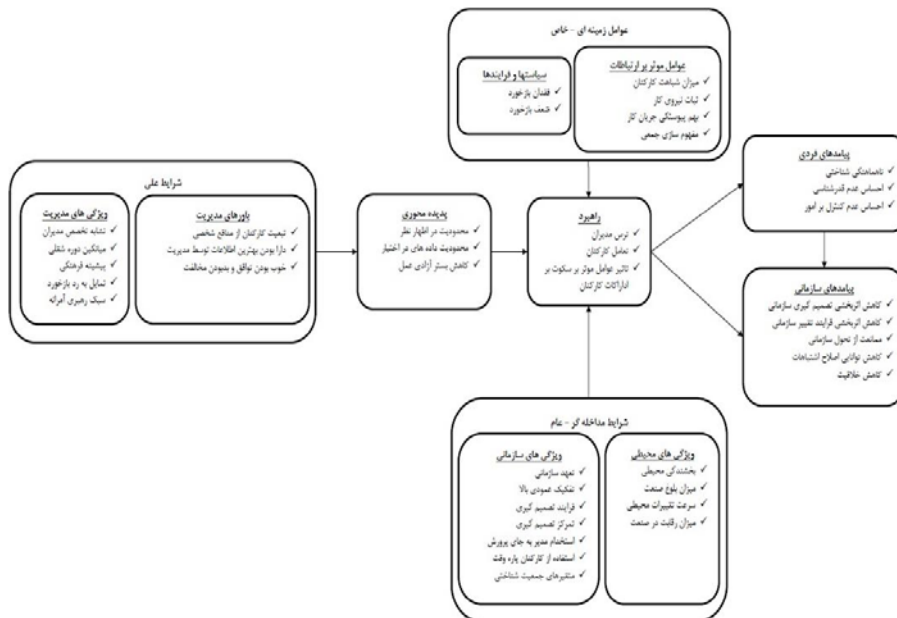 عوامل زمینه ای - خاص
عوامل موثر بر ارتباطات
✓ میزان شباهت کارکنان
✓ ثبات نیروی کار
✓ بهم پیوستگی جریان کار
✓ مفهوم سازی جمعی
سیاستها و فرایندها
✓ فقدان بازخورد
✓ ضعف بازخورد
شرایط علی
باورهای مدیریت
✓ تبعیت کارکنان از منافع شخصی
✓ دارا بودن بهترین اطلاعات توسط مدیریت
✓ خوب بودن توافق و بدبودن مخالفت
ویژگی های مدیریت
✓ تشابه تخصص مدیران
✓ میانگین دوره شغلی
✓ پیشینه فرهنگی
✓ تمایل به رد بازخورد
✓ سبک رهبری آمرانه
پدیده محوری
✓ محدودیت در اظهار نظر
✓ محدودیت داده های در اختیار
✓ کاهش بستر آزادی عمل
راهبرد
✓ ترس مدیران
✓ تعامل کارکنان
✓ تاثیر عوامل موثر بر سکوت بر
اداراکات کارکنان
پیامدهای فردی
✓ ناهماهنگی شناختی
✓ احساس عدم قدرشناسی
✓ احساس عدم کنترل بر امور
پیامدهای سازمانی
✓ کاهش اثربخشی تصمیم گیری سازمانی
✓ کاهش اثربخشی فرایند تغییر سازمانی
✓ ممانعت از تحول سازمانی
✓ کاهش توانایی اصلاح اشتباهات
✓ کاهش خلاقیت
شرایط مداخله گر - عام
ویژگی های محیطی
✓ بخشندگی محیطی
✓ میزان بلوغ صنعت
✓ سرعت تغییرات محیطی
✓ میزان رقابت در صنعت
ویژگی های سازمانی
✓ تعهد سازمانی
✓ تفکیک عمودی بالا
✓ فرایند تصمیم گیری
✓ تمرکز تصمیم گیری
✓ استخدام مدیر به جای پرورش
✓ استفاده از کارکنان پاره وقت
✓ متغیرهای جمعیت شناختی